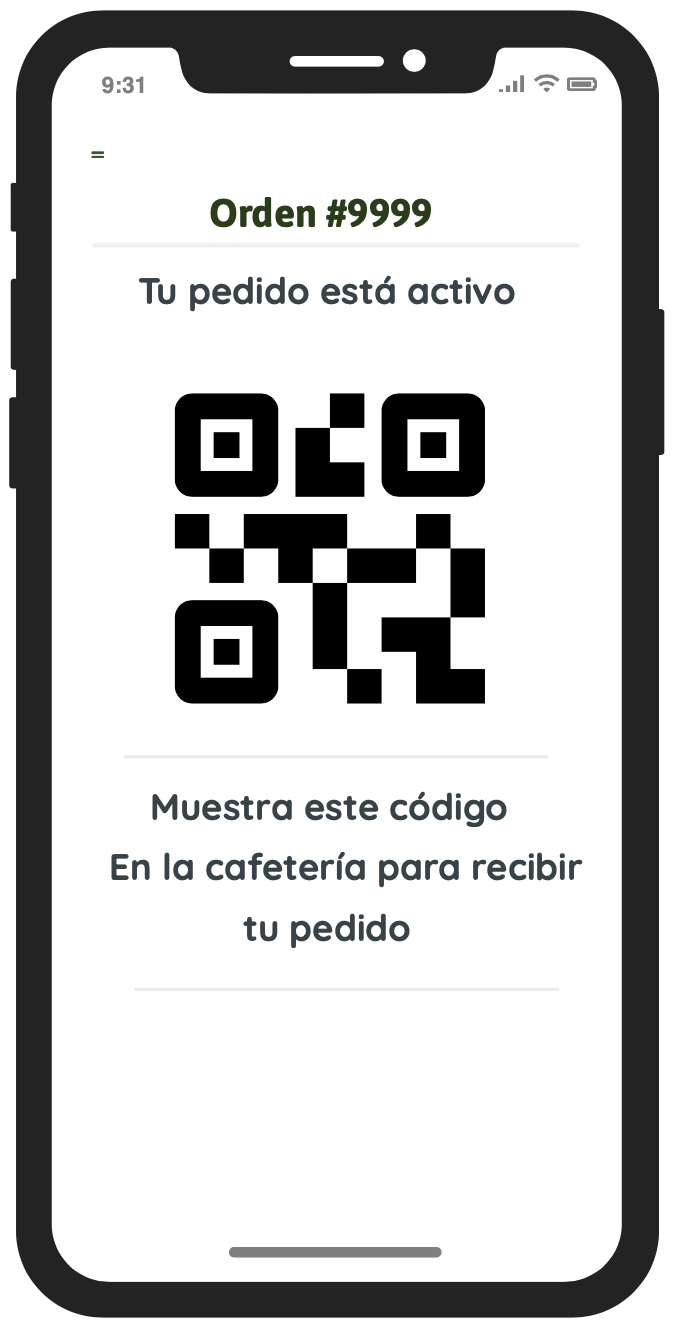 9:31
=
Orden #9999
Tu pedido está activo
Muestra este código
En la cafetería para recibir
tu pedido